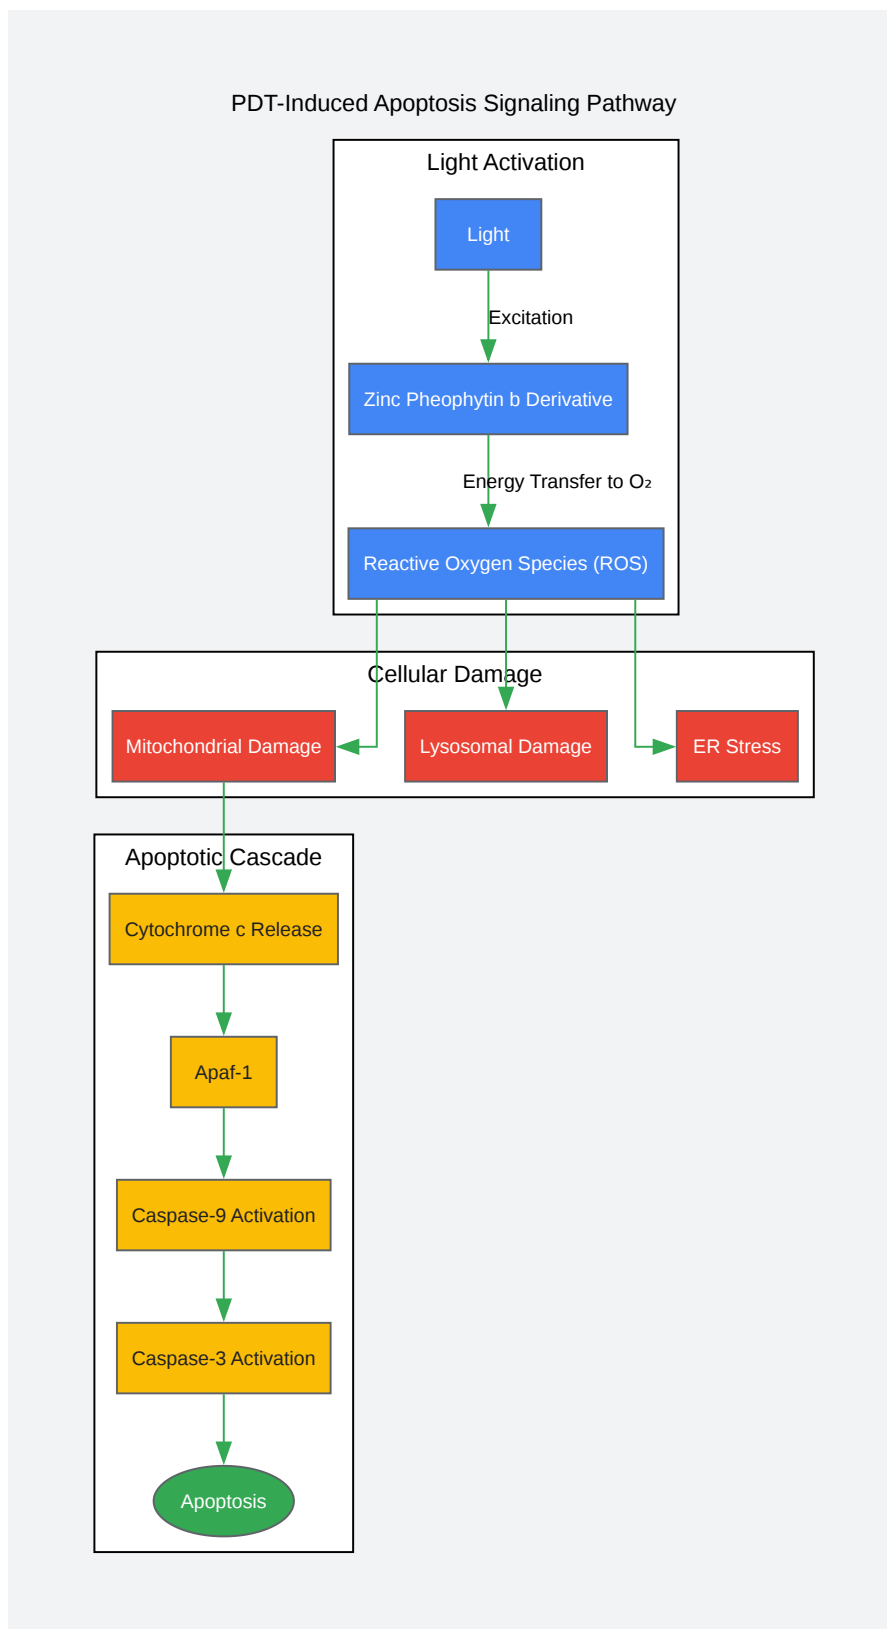 PDT-Induced Apoptosis Signaling Pathway
Light Activation
Light
Excitation
Zinc Pheophytin b Derivative
Energy Transfer to O₂
Reactive Oxygen Species (ROS)
Cellular Damage
Mitochondrial Damage
Lysosomal Damage
ER Stress
Apoptotic Cascade
Cytochrome c Release
Apaf-1
Caspase-9 Activation
Caspase-3 Activation
Apoptosis